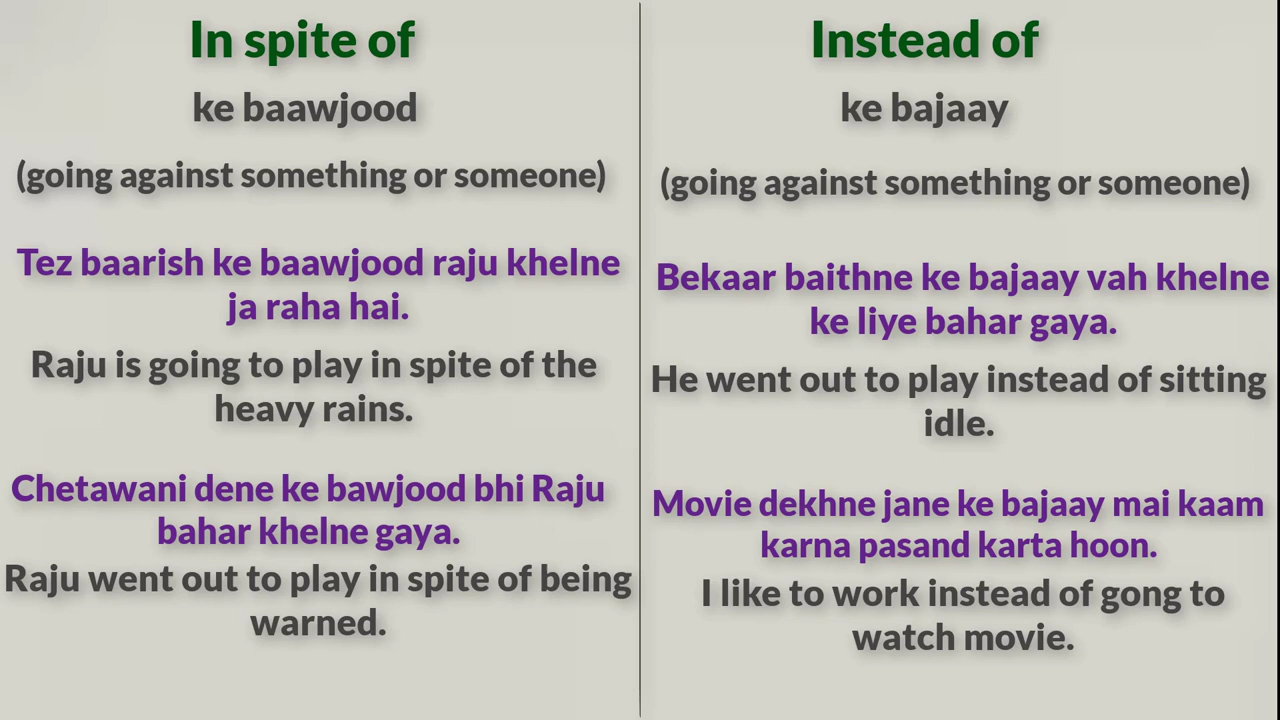 In spite of
ke baawjood
(going against something or someone)
Tez baarish ke baawjood raju khelne
ja raha hai.
Raju is going to play in spite of the
heavy rains.
Chetawani dene ke bawjood bhi Raju
bahar khelne gaya.
Raju went out to play in spite of being
warned.
Instead of
ke bajaay
(going against something or someone)
Bekaar baithne ke bajaay vah khelne
ke liye bahar gaya.
He went out to play instead of sitting
idle.
Movie dekhne jane ke bajaay mai kaam
karna pasand karta hoon.
I like to work instead of gong to
watch movie.